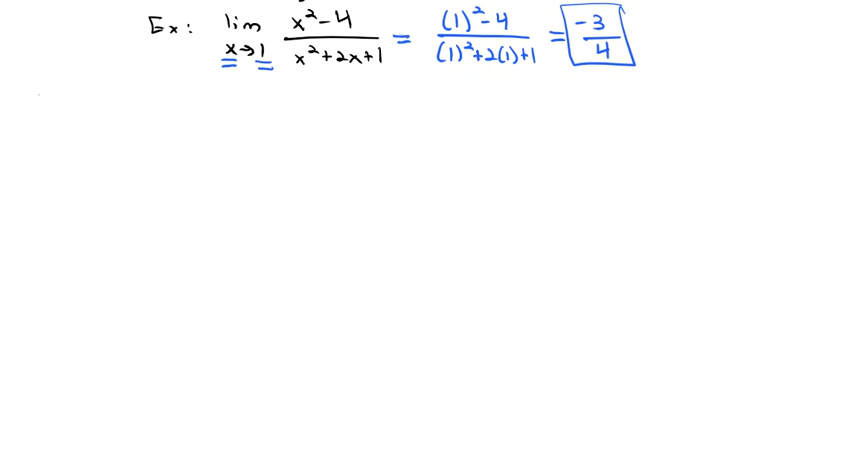 Ex: lim x→1 x²-4 / x²+2x+1 = (1)²-4 / (1)²+2(1)+1 = -3/4